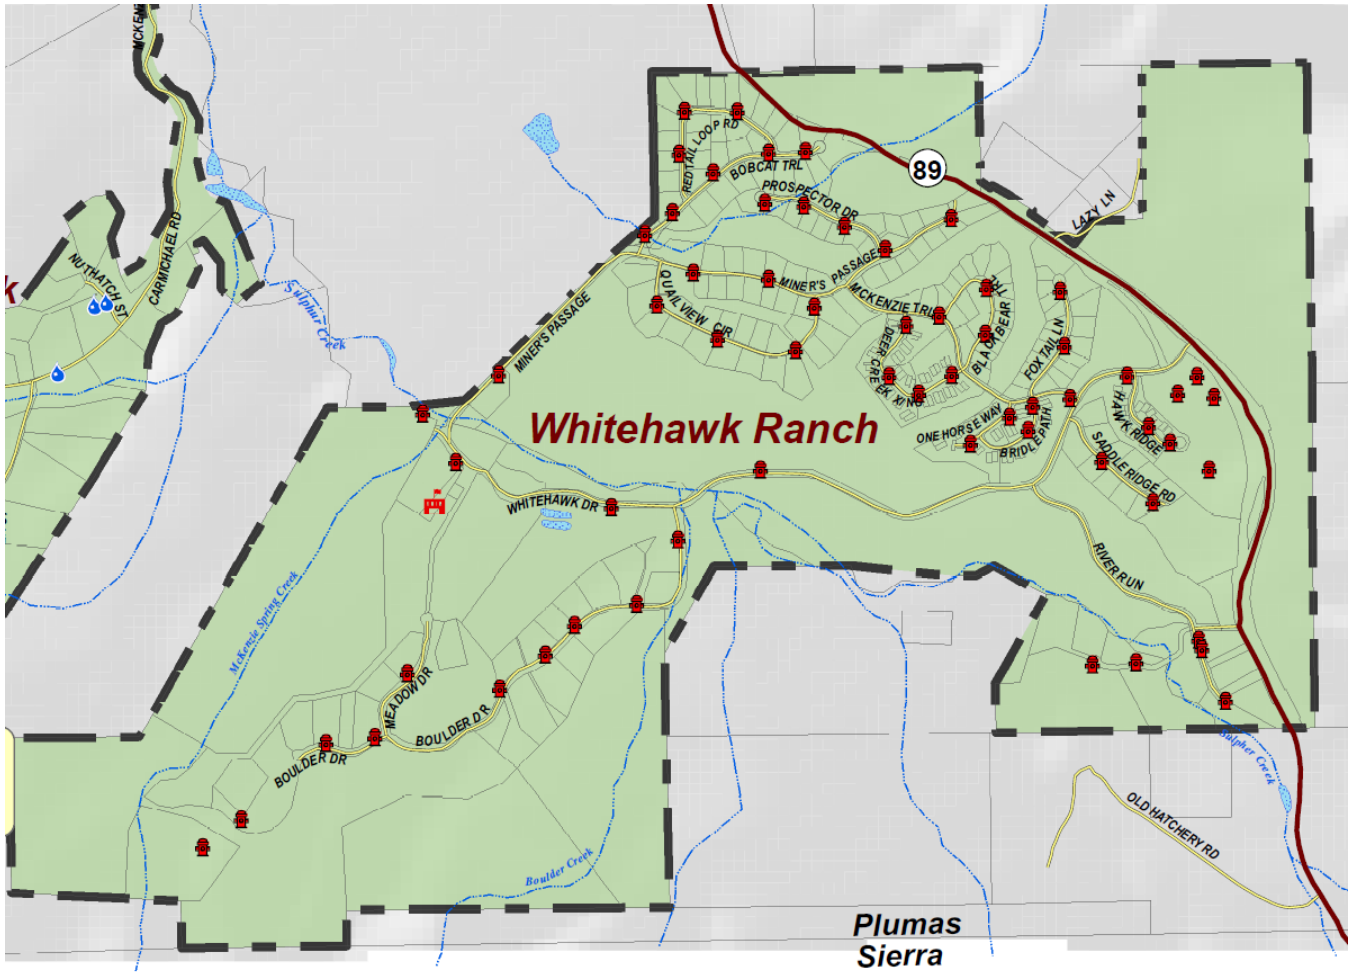 MCKENZ
RED TAIL LOOP RD
BOBCAT TRL
PROSPECTOR DR
89
LAZY LN
k
NUTHATCH ST
CARMICHAEL RD
Sulphur Creek
MINER'S PASSAGE
QUAIL VIEW CIR
MINER'S PASSAGE
MCKENZIE TRL
BLACK BEAR TRL
DEER CREEK XING
FOX TAIL LN
Whitehawk Ranch
ONE HORSE WAY
BRIDLE PATH
HAWK RIDGE
SADDLE RIDGE RD
WHITEHAWK DR
RIVER RUN
McKenzie Spring Creek
MEADOW DR
BOULDER DR
BOULDER DR
Sulpher Creek
OLD HATCHERY RD
Boulder Creek
Plumas
Sierra